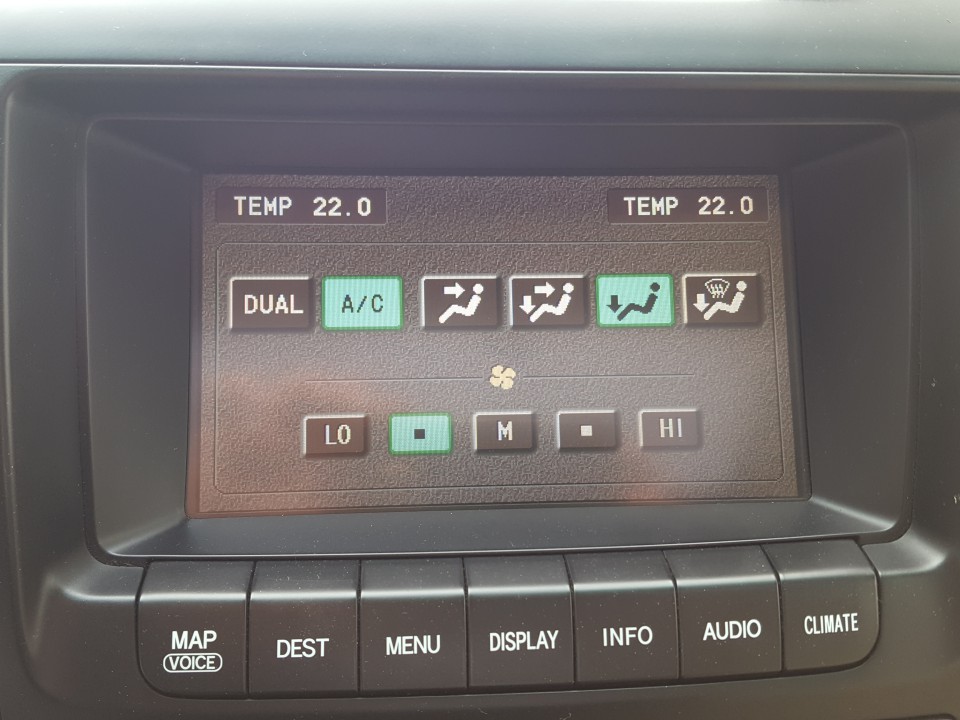 TEMP 22.0
TEMP 22.0
DUAL A/C
LO M HI
MAP DEST MENU DISPLAY INFO AUDIO CLIMATE
VOICE